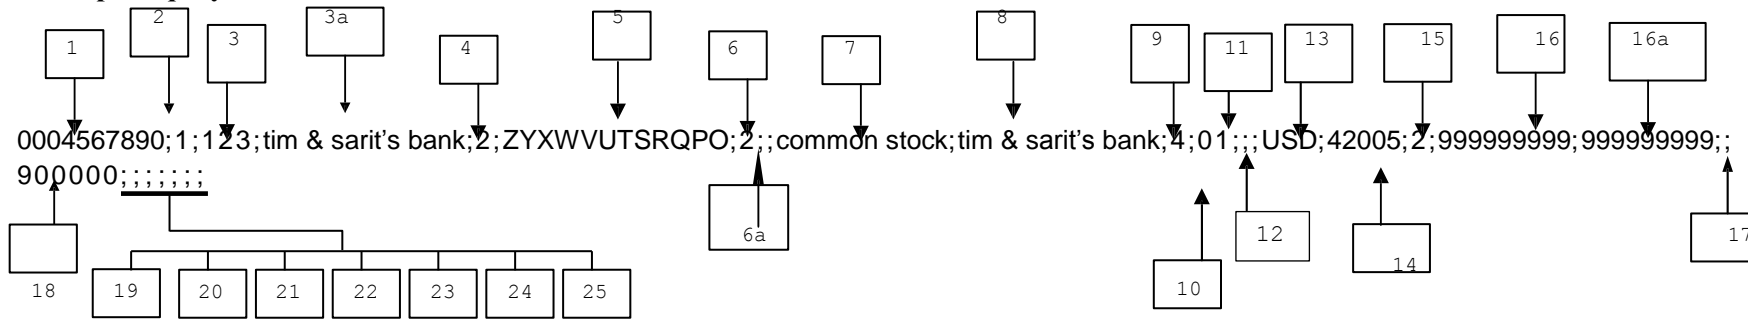 2 3a 5 8
1 3 4 6 7 9 11 13 15 16 16a
0004567890;1;123;tim & sarit’s bank;2;ZYXWVUTSRQPO;2;;common stock;tim & sarit’s bank;4;01;;;USD;42005;2;999999999;999999999;;
900000;;;;;;;
6a 12 14 17
18 19 20 21 22 23 24 25 10